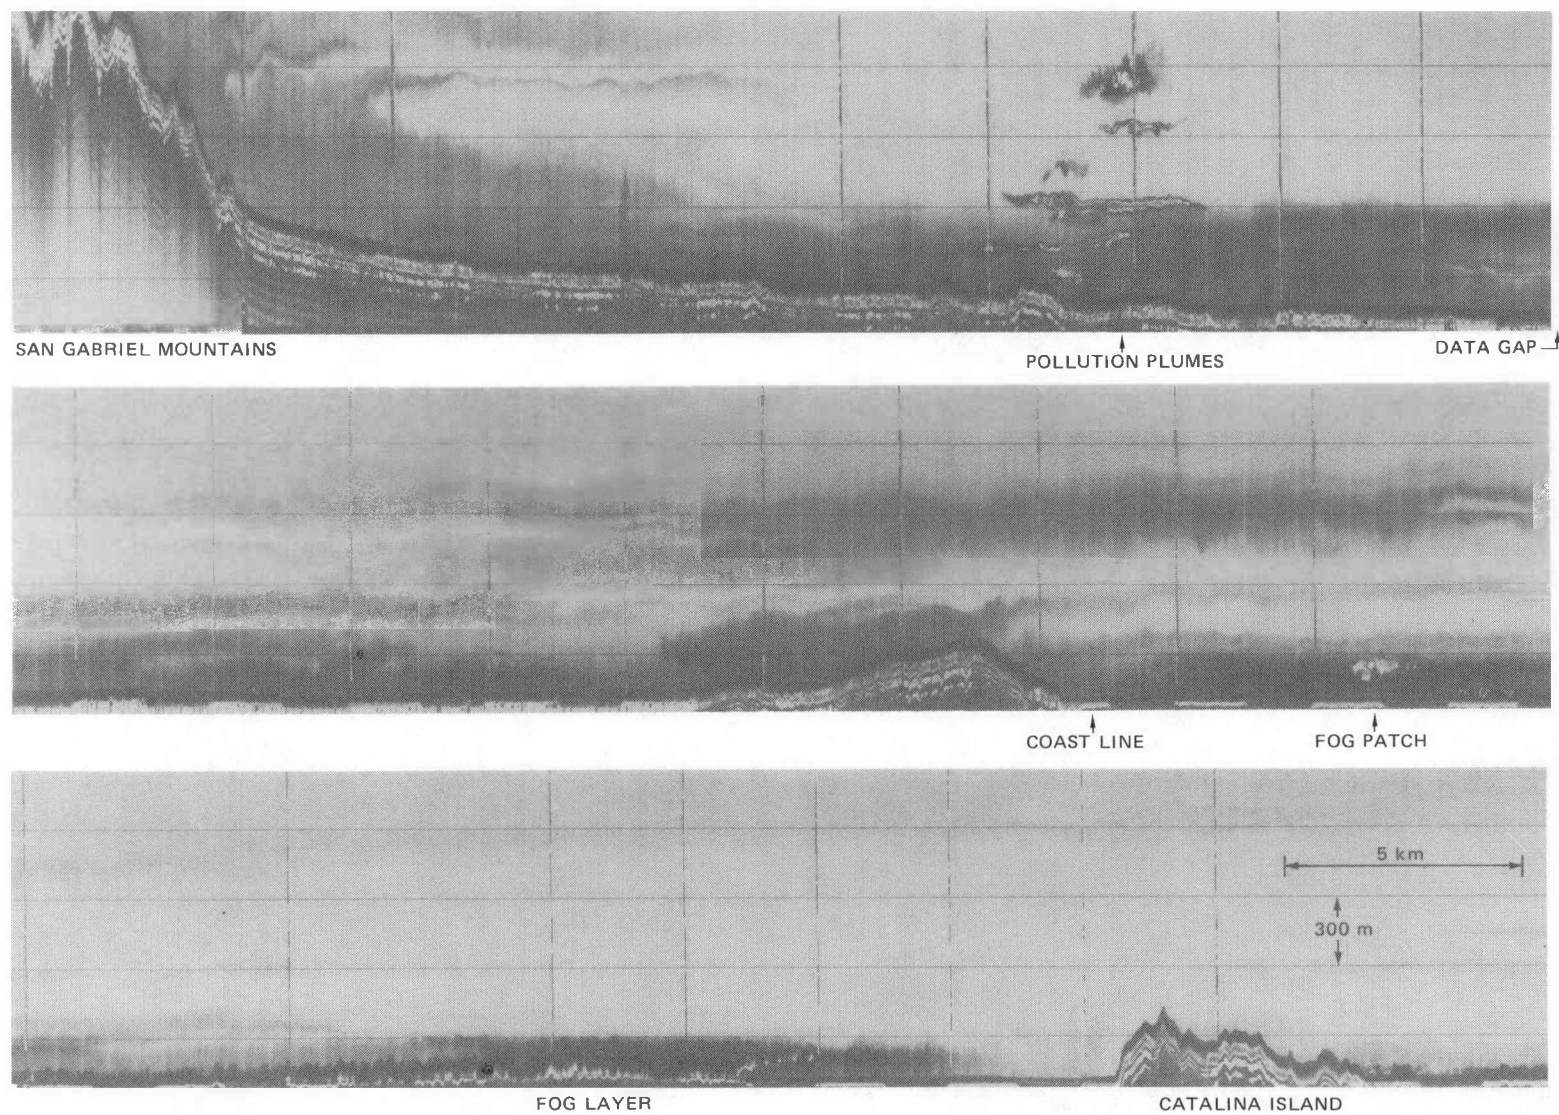 SAN GABRIEL MOUNTAINS
POLLUTION PLUMES
DATA GAP
COAST LINE
FOG PATCH
5 km
300 m
FOG LAYER
CATALINA ISLAND